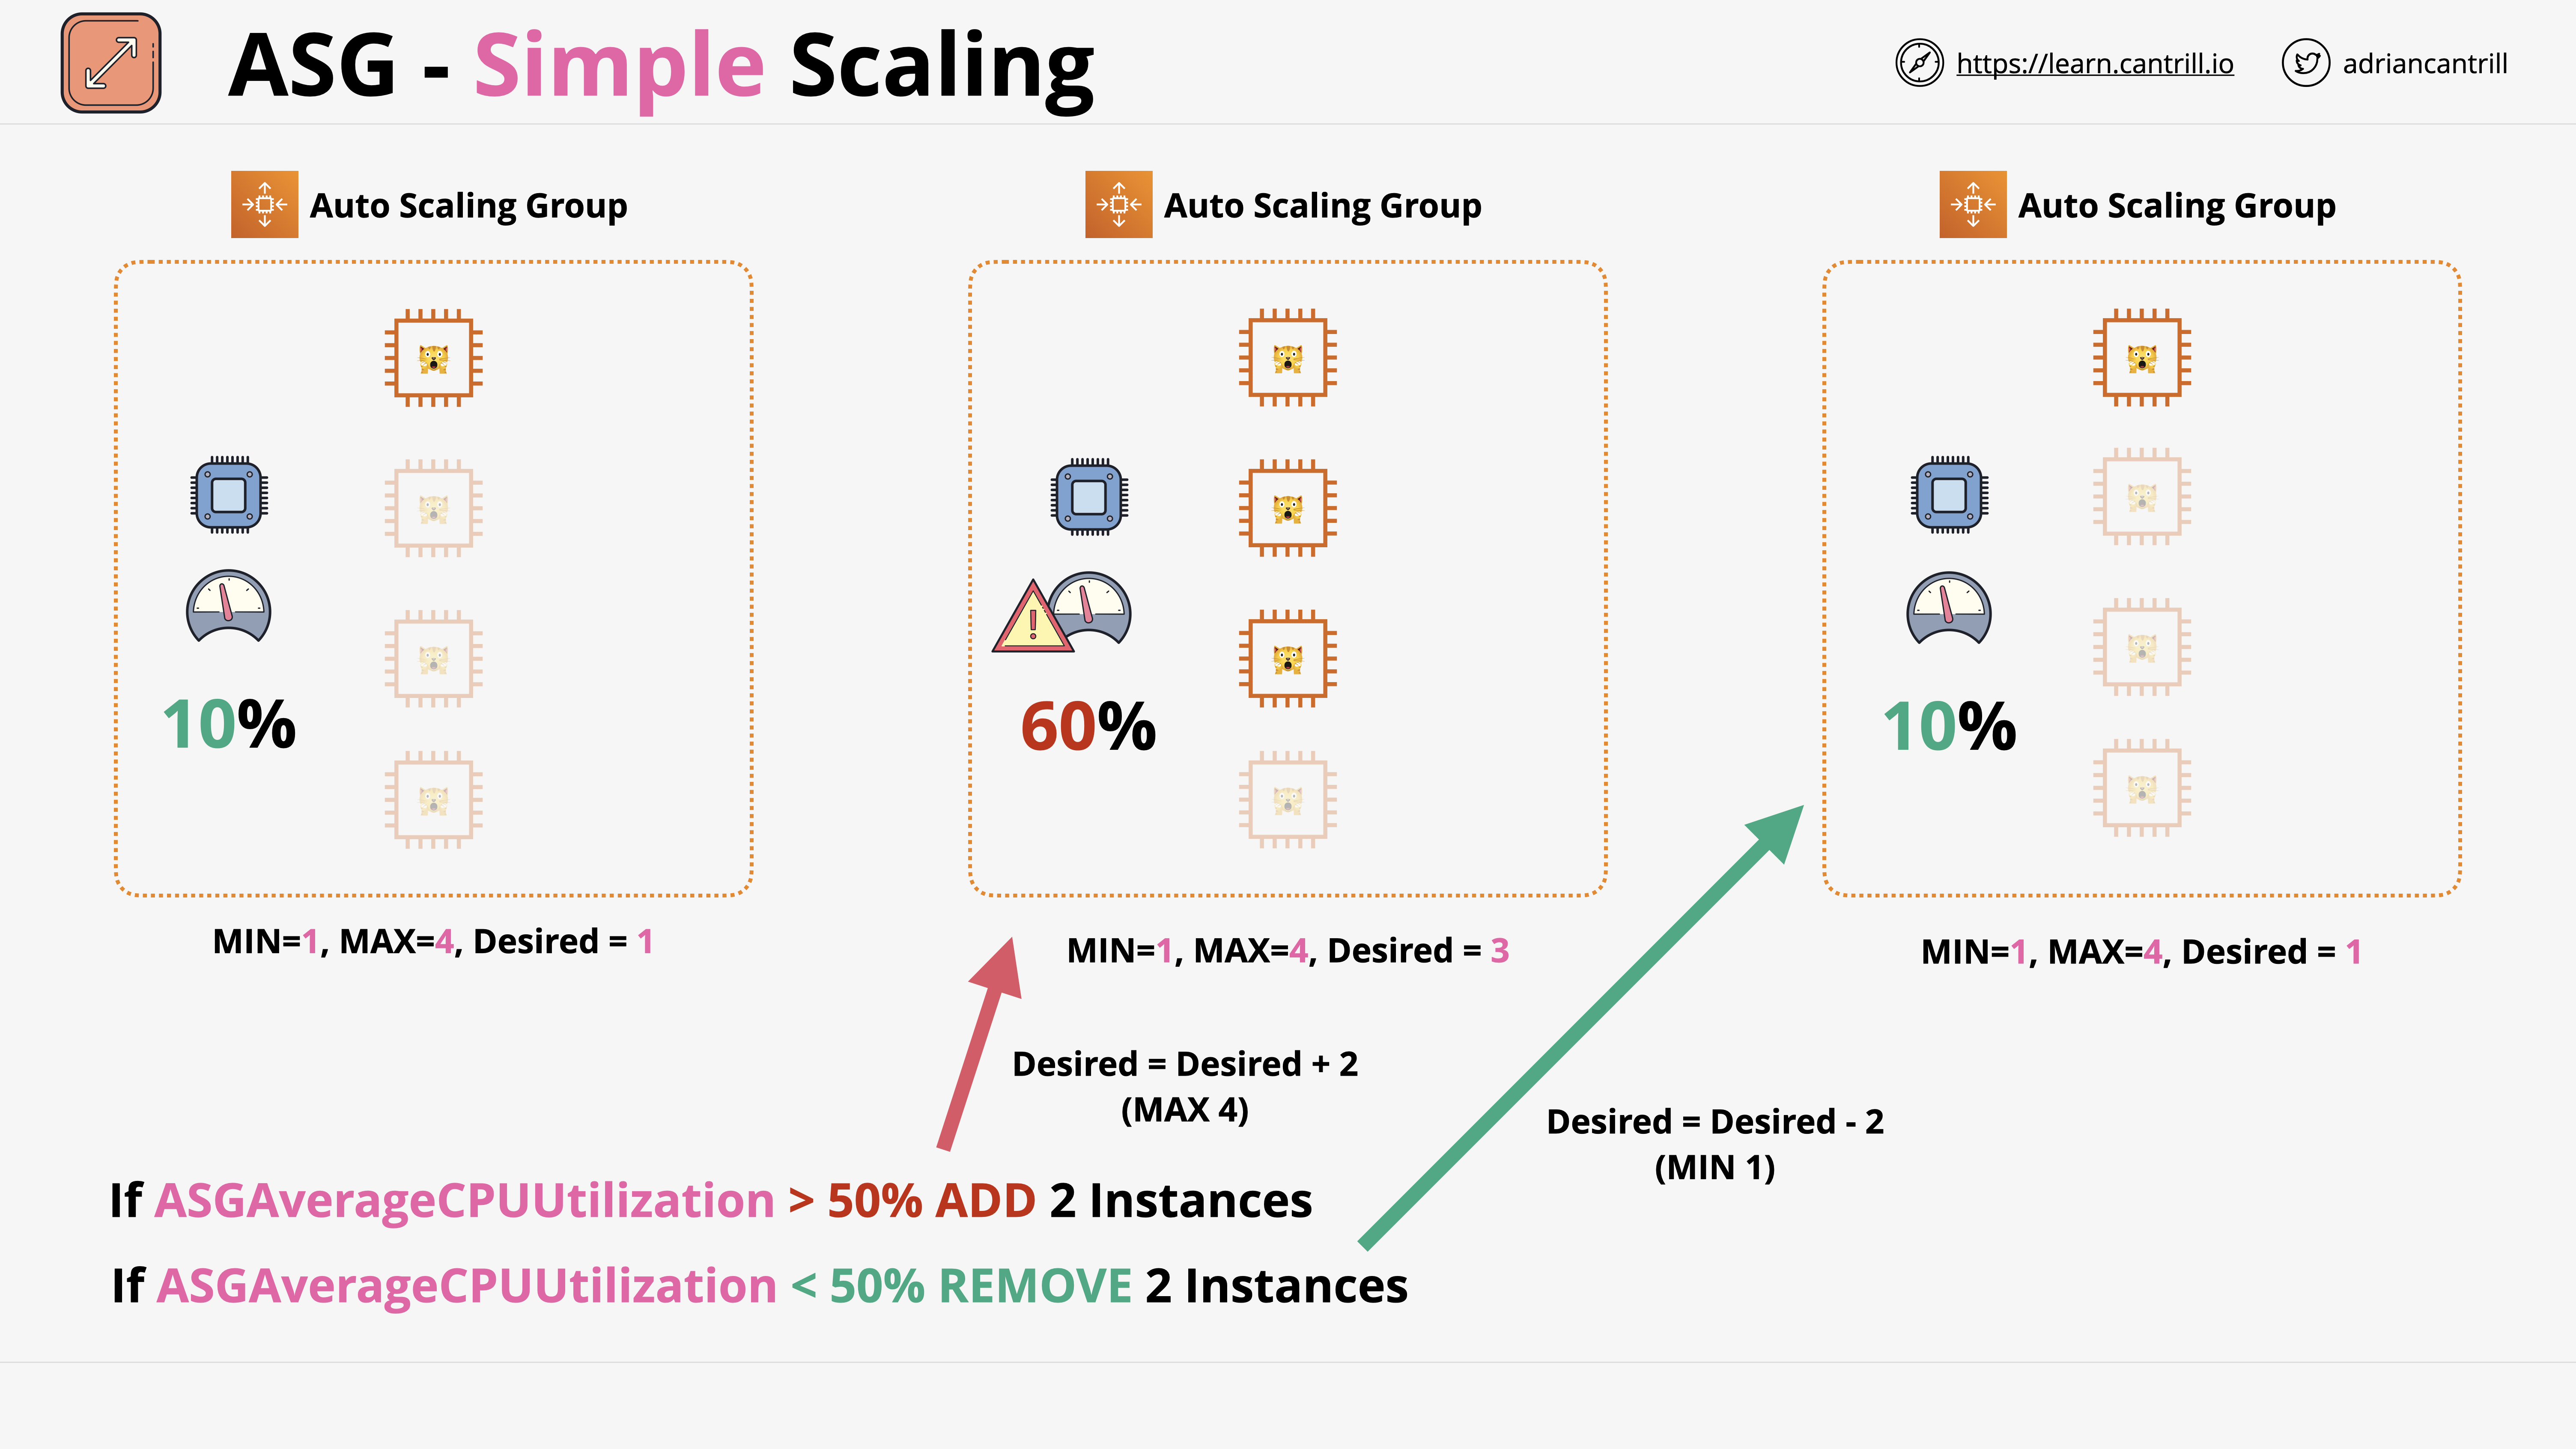 ASG - Simple Scaling
https://learn.cantrill.io
adriancantrill
Auto Scaling Group
Auto Scaling Group
Auto Scaling Group
10%
60%
10%
MIN=1, MAX=4, Desired = 1
MIN=1, MAX=4, Desired = 3
MIN=1, MAX=4, Desired = 1
Desired = Desired + 2
(MAX 4)
Desired = Desired - 2
(MIN 1)
If ASGAverageCPUUtilization > 50% ADD 2 Instances
If ASGAverageCPUUtilization < 50% REMOVE 2 Instances